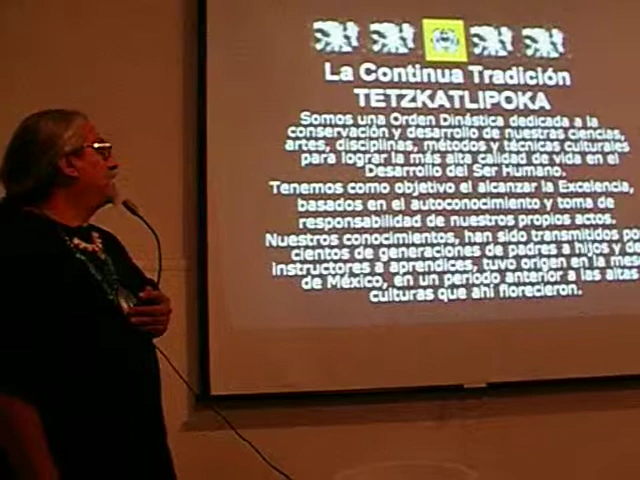 La Continua Tradición
TETZKATLIPOKA
Somos una Orden Dinástica dedicada a la
conservación y desarrollo de nuestras ciencias,
artes, disciplinas, métodos y técnicas culturales
para lograr la más alta calidad de vida en el
Desarrollo del Ser Humano.
Tenemos como objetivo el alcanzar la Excelencia,
basados en el autoconocimiento y toma de
responsabilidad de nuestros propios actos.
Nuestros conocimientos, han sido transmitidos po
cientos de generaciones de padres a hijos y de
instructores a aprendices, tuvo origen en la mes
de México, en un periodo anterior a las altas
culturas que ahí florecieron.